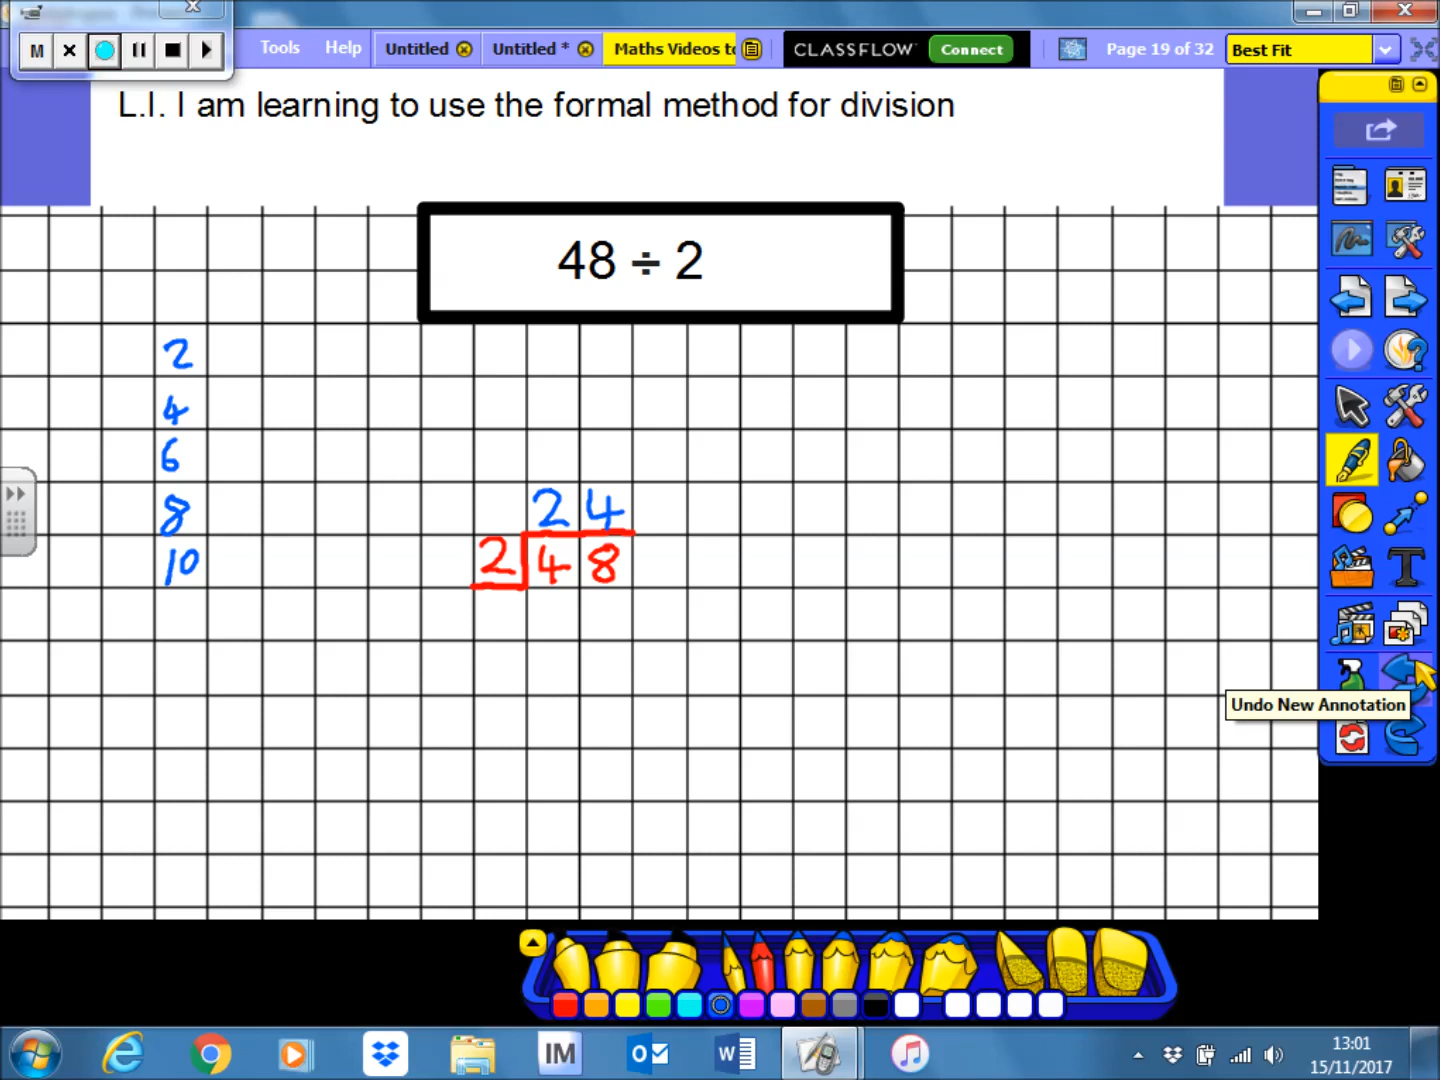 M
Tools Help Untitled Untitled * Maths Videos to CLASSFLOW Connect Page 19 of 32 Best Fit
L.I. I am learning to use the formal method for division
48 ÷ 2
2
4
6
8
10
24
2 48
Undo New Annotation
IM
13:01
15/11/2017